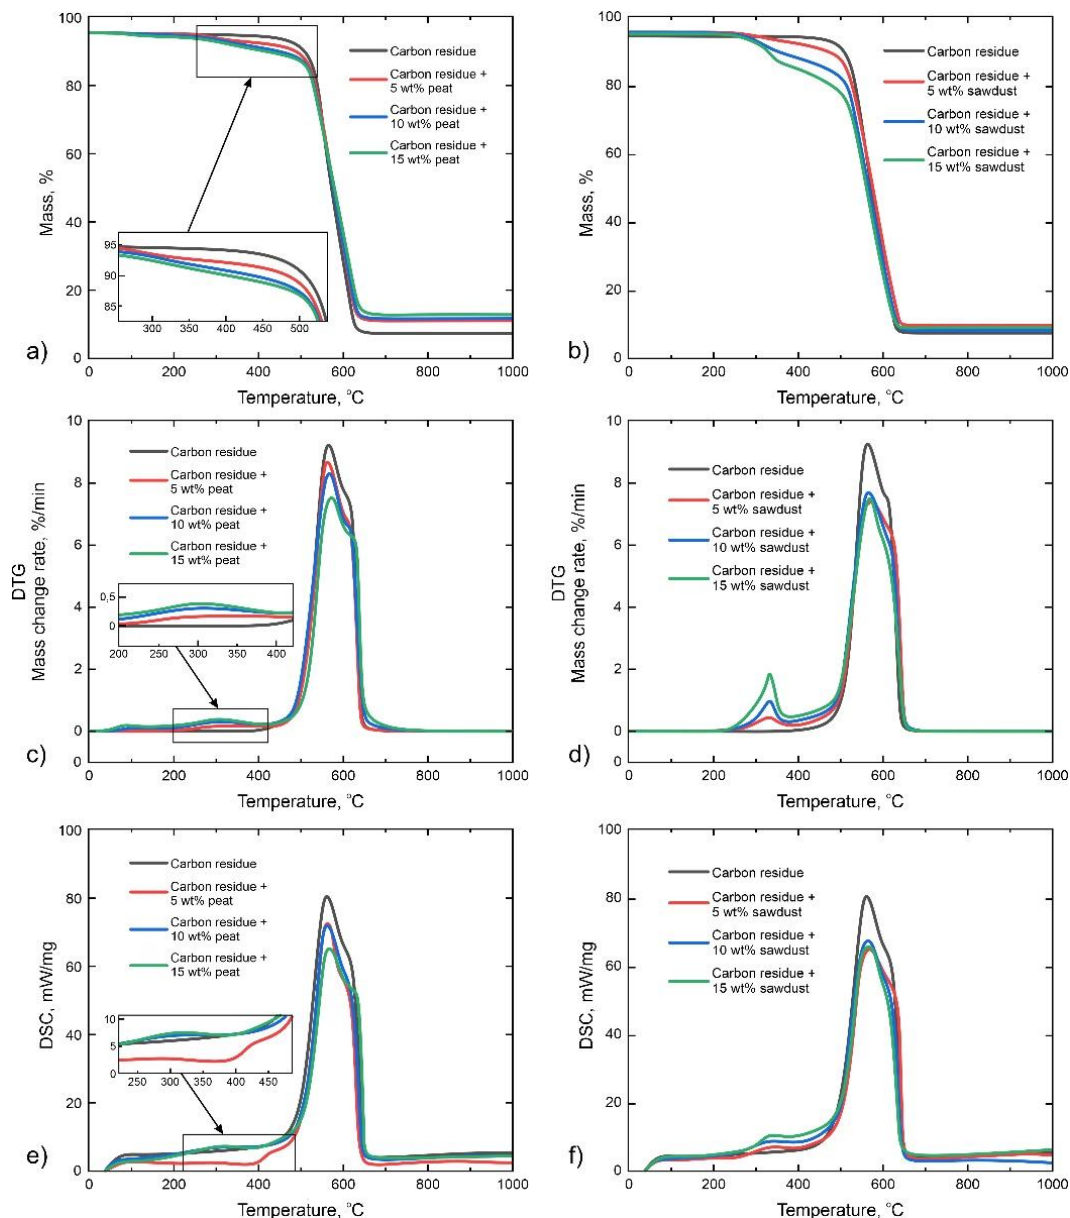 100
80
60
40
20
0
Mass, %
Carbon residue
Carbon residue +
5 wt% peat
Carbon residue +
10 wt% peat
Carbon residue +
15 wt% peat
95
90
85
300 350 400 450 500
0 200 400 600 800 1000
Temperature, °C
a)
100
80
60
40
20
0
Mass, %
Carbon residue
Carbon residue +
5 wt% sawdust
Carbon residue +
10 wt% sawdust
Carbon residue +
15 wt% sawdust
0 200 400 600 800 1000
Temperature, °C
b)
10
8
6
4
2
0
DTG
Mass change rate, %/min
Carbon residue
Carbon residue +
5 wt% peat
Carbon residue +
10 wt% peat
Carbon residue +
15 wt% peat
0,5
0
200 250 300 350 400
0 200 400 600 800 1000
Temperature, °C
c)
10
8
6
4
2
0
DTG
Mass change rate, %/min
Carbon residue
Carbon residue +
5 wt% sawdust
Carbon residue +
10 wt% sawdust
Carbon residue +
15 wt% sawdust
0 200 400 600 800 1000
Temperature, °C
d)
100
80
60
40
20
0
DSC, mW/mg
Carbon residue
Carbon residue +
5 wt% peat
Carbon residue +
10 wt% peat
Carbon residue +
15 wt% peat
10
5
0
250 300 350 400 450
0 200 400 600 800 1000
Temperature, °C
e)
100
80
60
40
20
0
DSC, mW/mg
Carbon residue
Carbon residue +
5 wt% sawdust
Carbon residue +
10 wt% sawdust
Carbon residue +
15 wt% sawdust
0 200 400 600 800 1000
Temperature, °C
f)